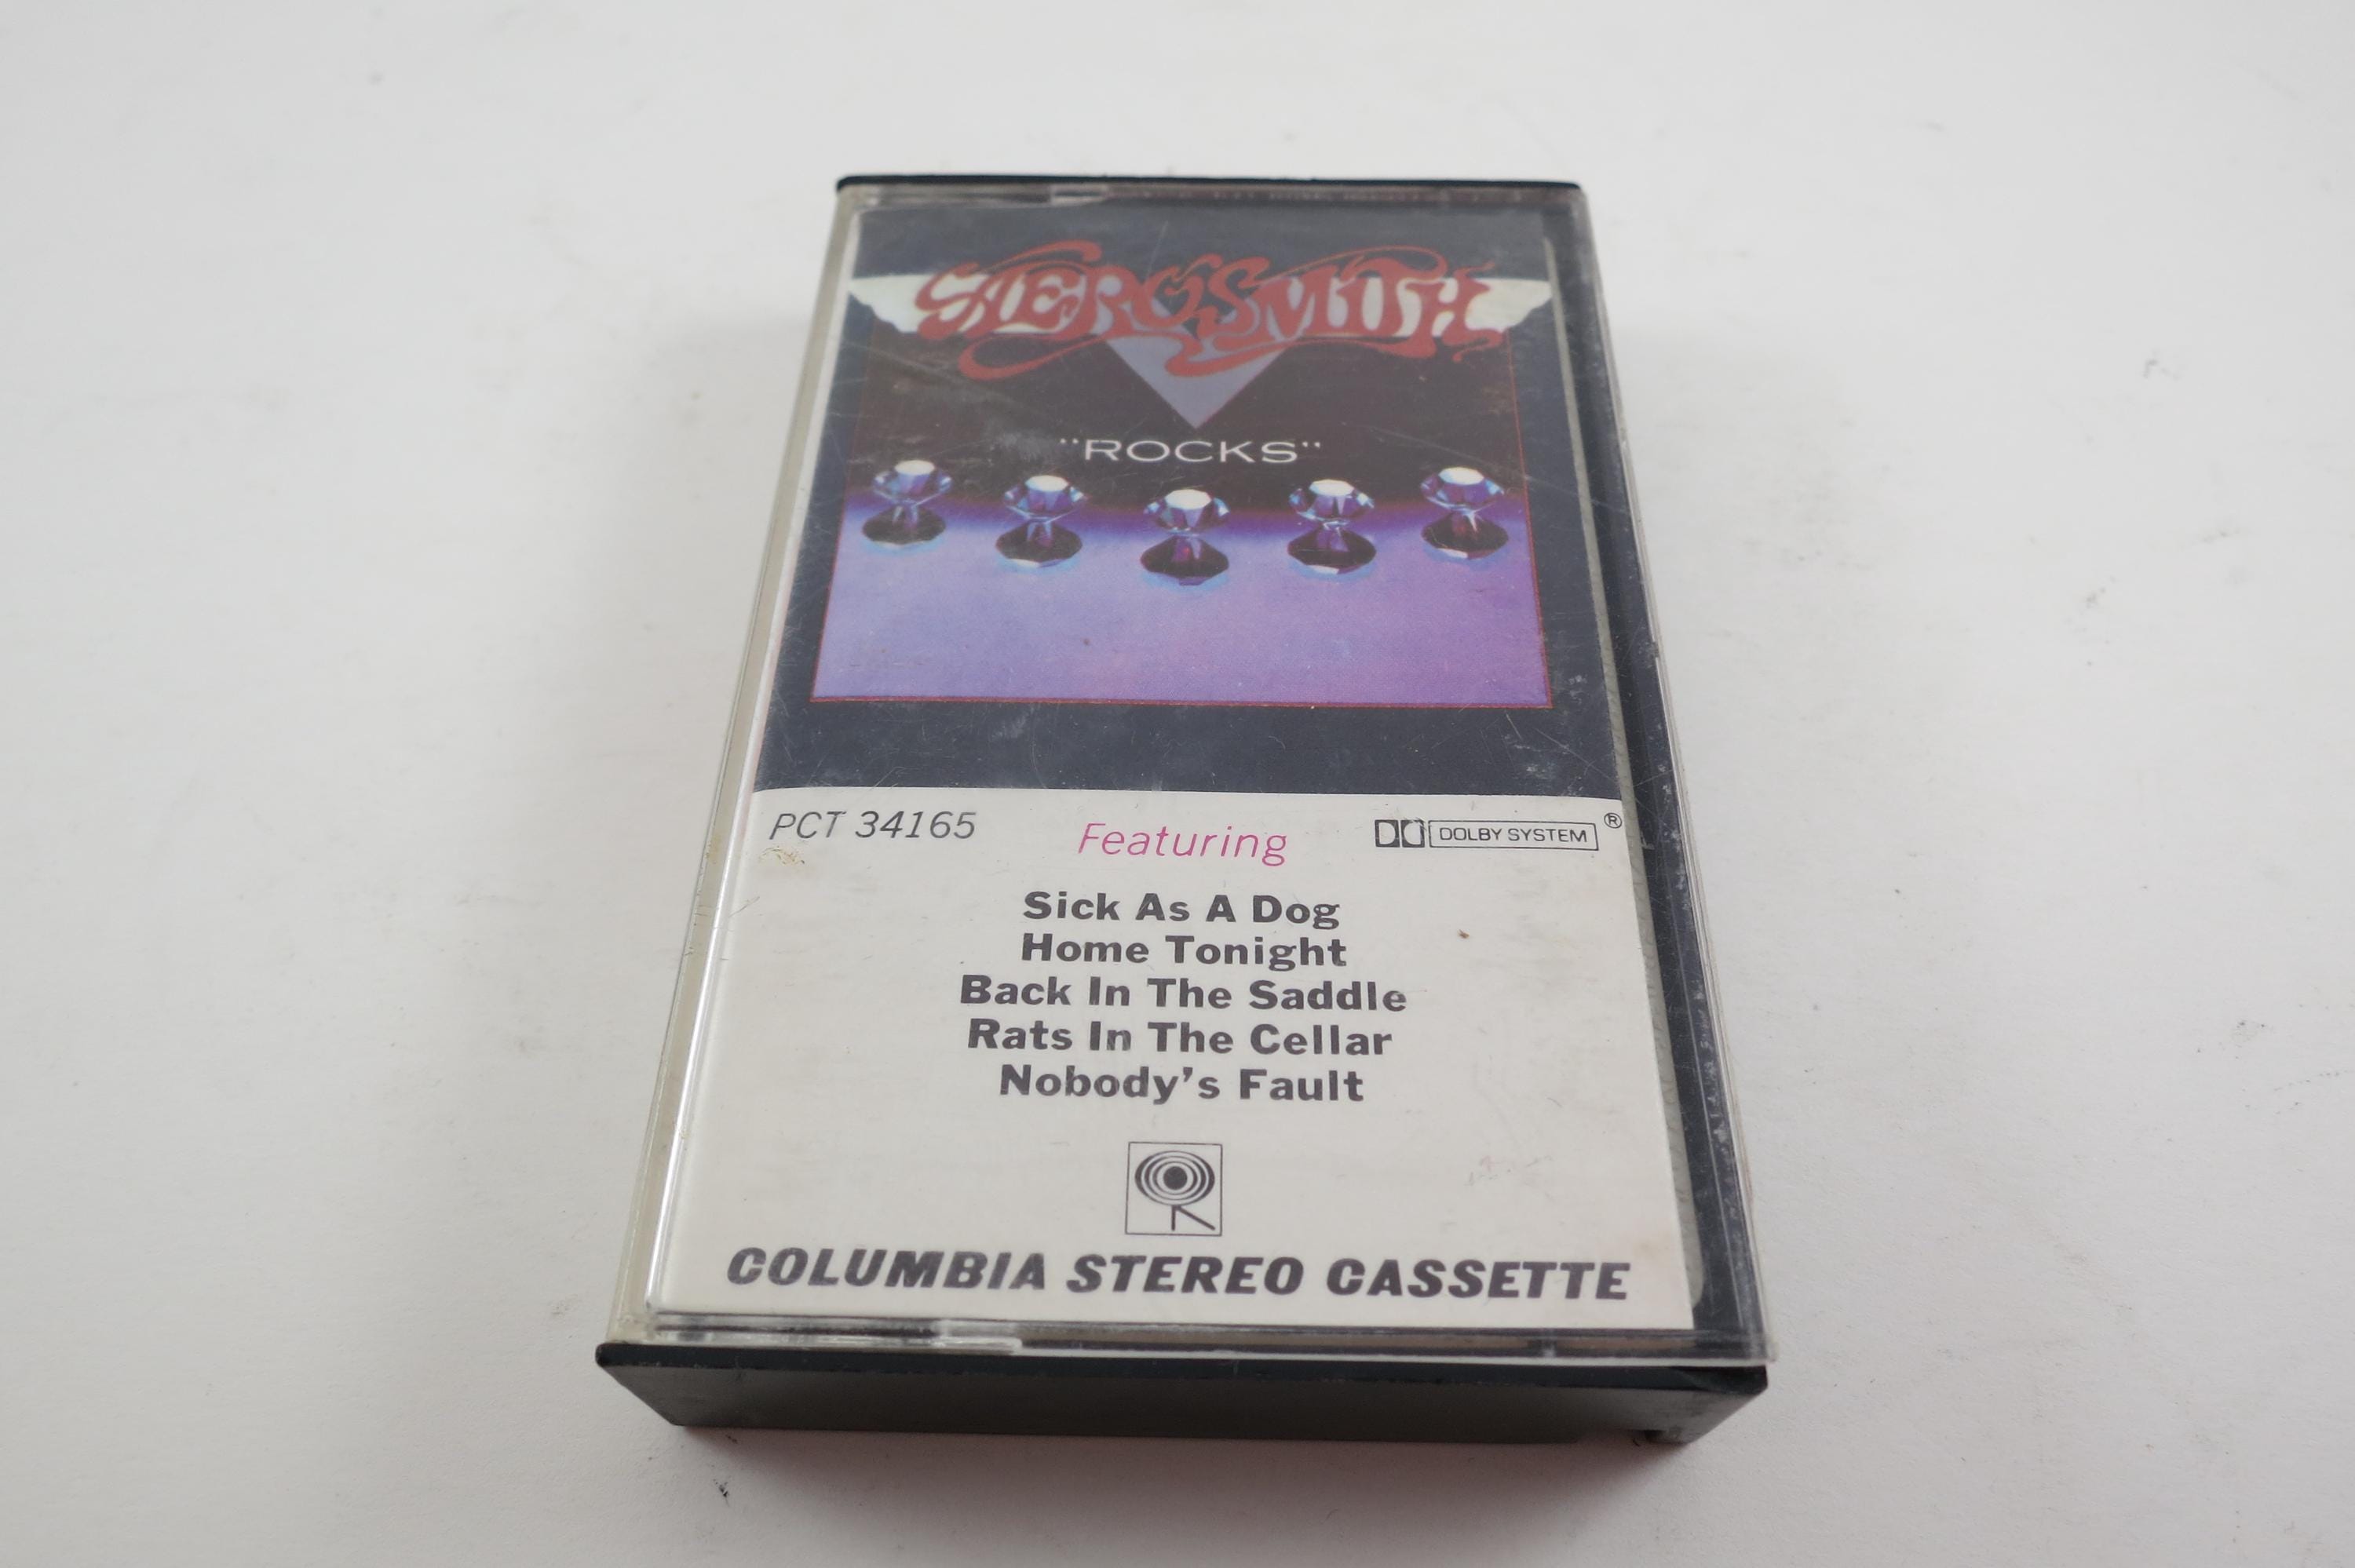 AEROSMITH
"ROCKS"
PCT 34165
Featuring
DOLBY SYSTEM ®
Sick As A Dog
Home Tonight
Back In The Saddle
Rats In The Cellar
Nobody's Fault
COLUMBIA STEREO CASSETTE